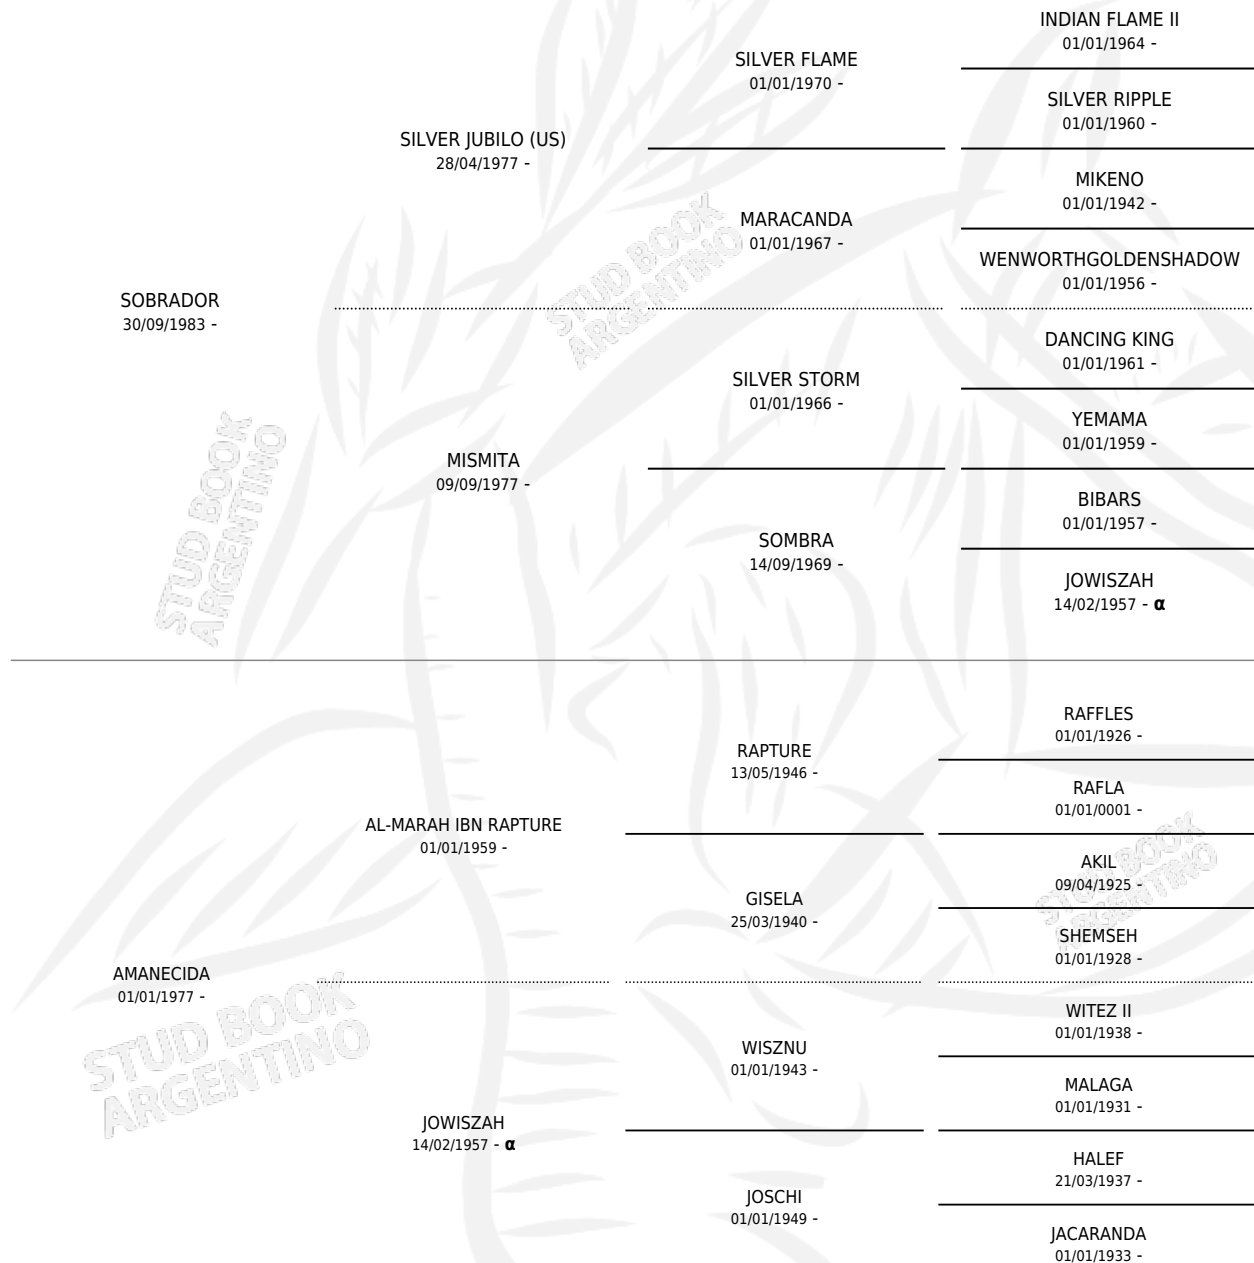 INDIAN FLAME II
01/01/1964 -
SILVER FLAME
01/01/1970 -
SILVER RIPPLE
01/01/1960 -
SILVER JUBILO (US)
28/04/1977 -
MIKENO
01/01/1942 -
MARACANDA
01/01/1967 -
WENWORTHGOLDENSHADOW
01/01/1956 -
SOBRADOR
30/09/1983 -
STUD BOOK
ARGENTINO
DANCING KING
01/01/1961 -
SILVER STORM
01/01/1966 -
YEMAMA
01/01/1959 -
MISMITA
09/09/1977 -
BIBARS
01/01/1957 -
SOMBRA
14/09/1969 -
JOWISZAH
14/02/1957 - α
STUD BOOK
ARGENTINO
RAFFLES
01/01/1926 -
RAPTURE
13/05/1946 -
RAFLA
01/01/0001 -
AL-MARAH IBN RAPTURE
01/01/1959 -
AKIL
09/04/1925 -
GISELA
25/03/1940 -
SHEMSEH
01/01/1928 -
STUD BOOK
ARGENTINO
AMANECIDA
01/01/1977 -
WITEZ II
01/01/1938 -
WISZNU
01/01/1943 -
MALAGA
01/01/1931 -
STUD BOOK
ARGENTINO
JOWISZAH
14/02/1957 - α
HALEF
21/03/1937 -
JOSCHI
01/01/1949 -
JACARANDA
01/01/1933 -